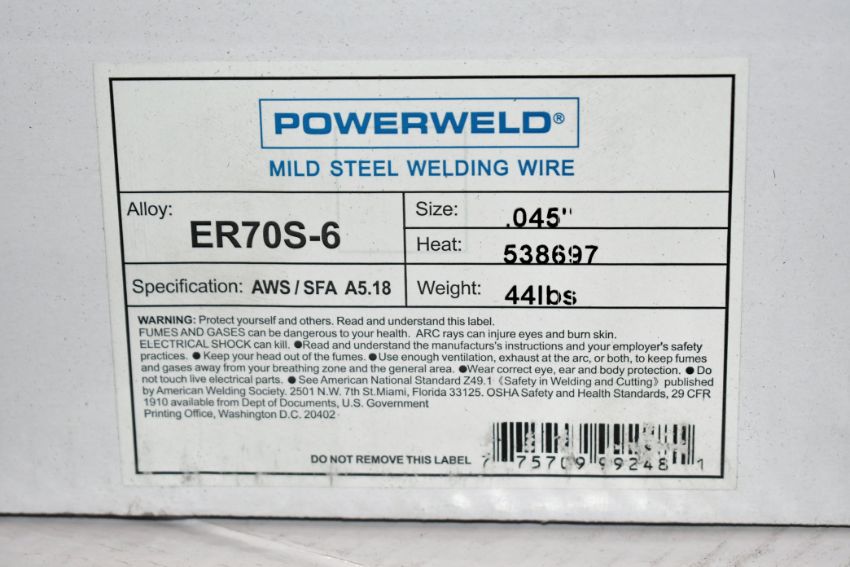 POWERWELD®
MILD STEEL WELDING WIRE
Alloy:
ER70S-6
Size: .045"
Heat: 538697
Specification: AWS / SFA A5.18
Weight: 44lbs
WARNING: Protect yourself and others. Read and understand this label.
FUMES AND GASES can be dangerous to your health. ARC rays can injure eyes and burn skin.
ELECTRICAL SHOCK can kill. ●Read and understand the manufacturs's instructions and your employer's safety
practices. ● Keep your head out of the fumes. ●Use enough ventilation, exhaust at the arc, or both, to keep fumes
and gases away from your breathing zone and the general area. ●Wear correct eye, ear and body protection. ● Do
not touch live electrical parts. ● See American National Standard Z49.1 《Safety in Welding and Cutting》 published
by American Welding Society. 2501 N.W. 7th St.Miami, Florida 33125. OSHA Safety and Health Standards, 29 CFR
1910 available from Dept of Documents, U.S. Government
Printing Office, Washington D.C. 20402
DO NOT REMOVE THIS LABEL
7 75709 99248 1